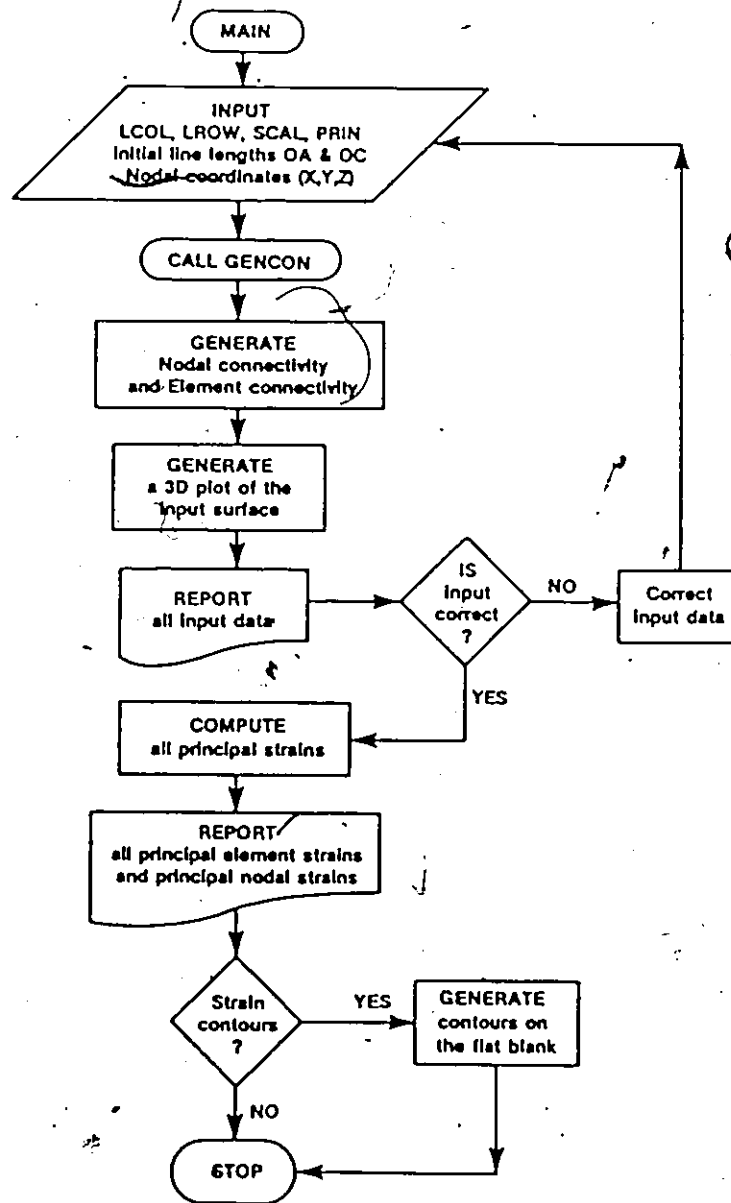 MAIN
INPUT
LCOL, LROW, SCAL, PRIN
Initial line lengths OA & OC
Nodal coordinates (X,Y,Z)
CALL GENCON
GENERATE
Nodal connectivity
and Element connectivity
GENERATE
a 3D plot of the
input surface
REPORT
all input data
IS
input
correct
?
NO
Correct
input data
YES
COMPUTE
all principal strains
REPORT
all principal element strains
and principal nodal strains
Strain
contours
?
YES
GENERATE
contours on
the flat blank
NO
STOP